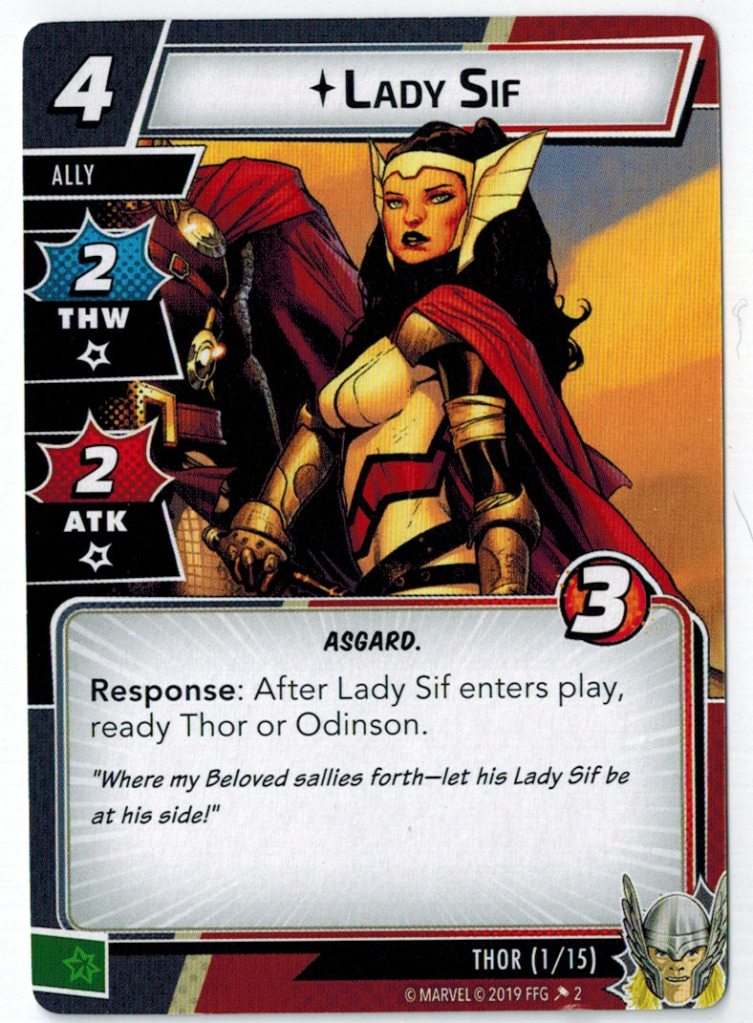 4
LADY SIF
ALLY
2
THW
2
ATK
3
ASGARD.
Response: After Lady Sif enters play,
ready Thor or Odinson.
"Where my Beloved sallies forth—let his Lady Sif be
at his side!"
THOR (1/15)
© MARVEL © 2019 FFG 2